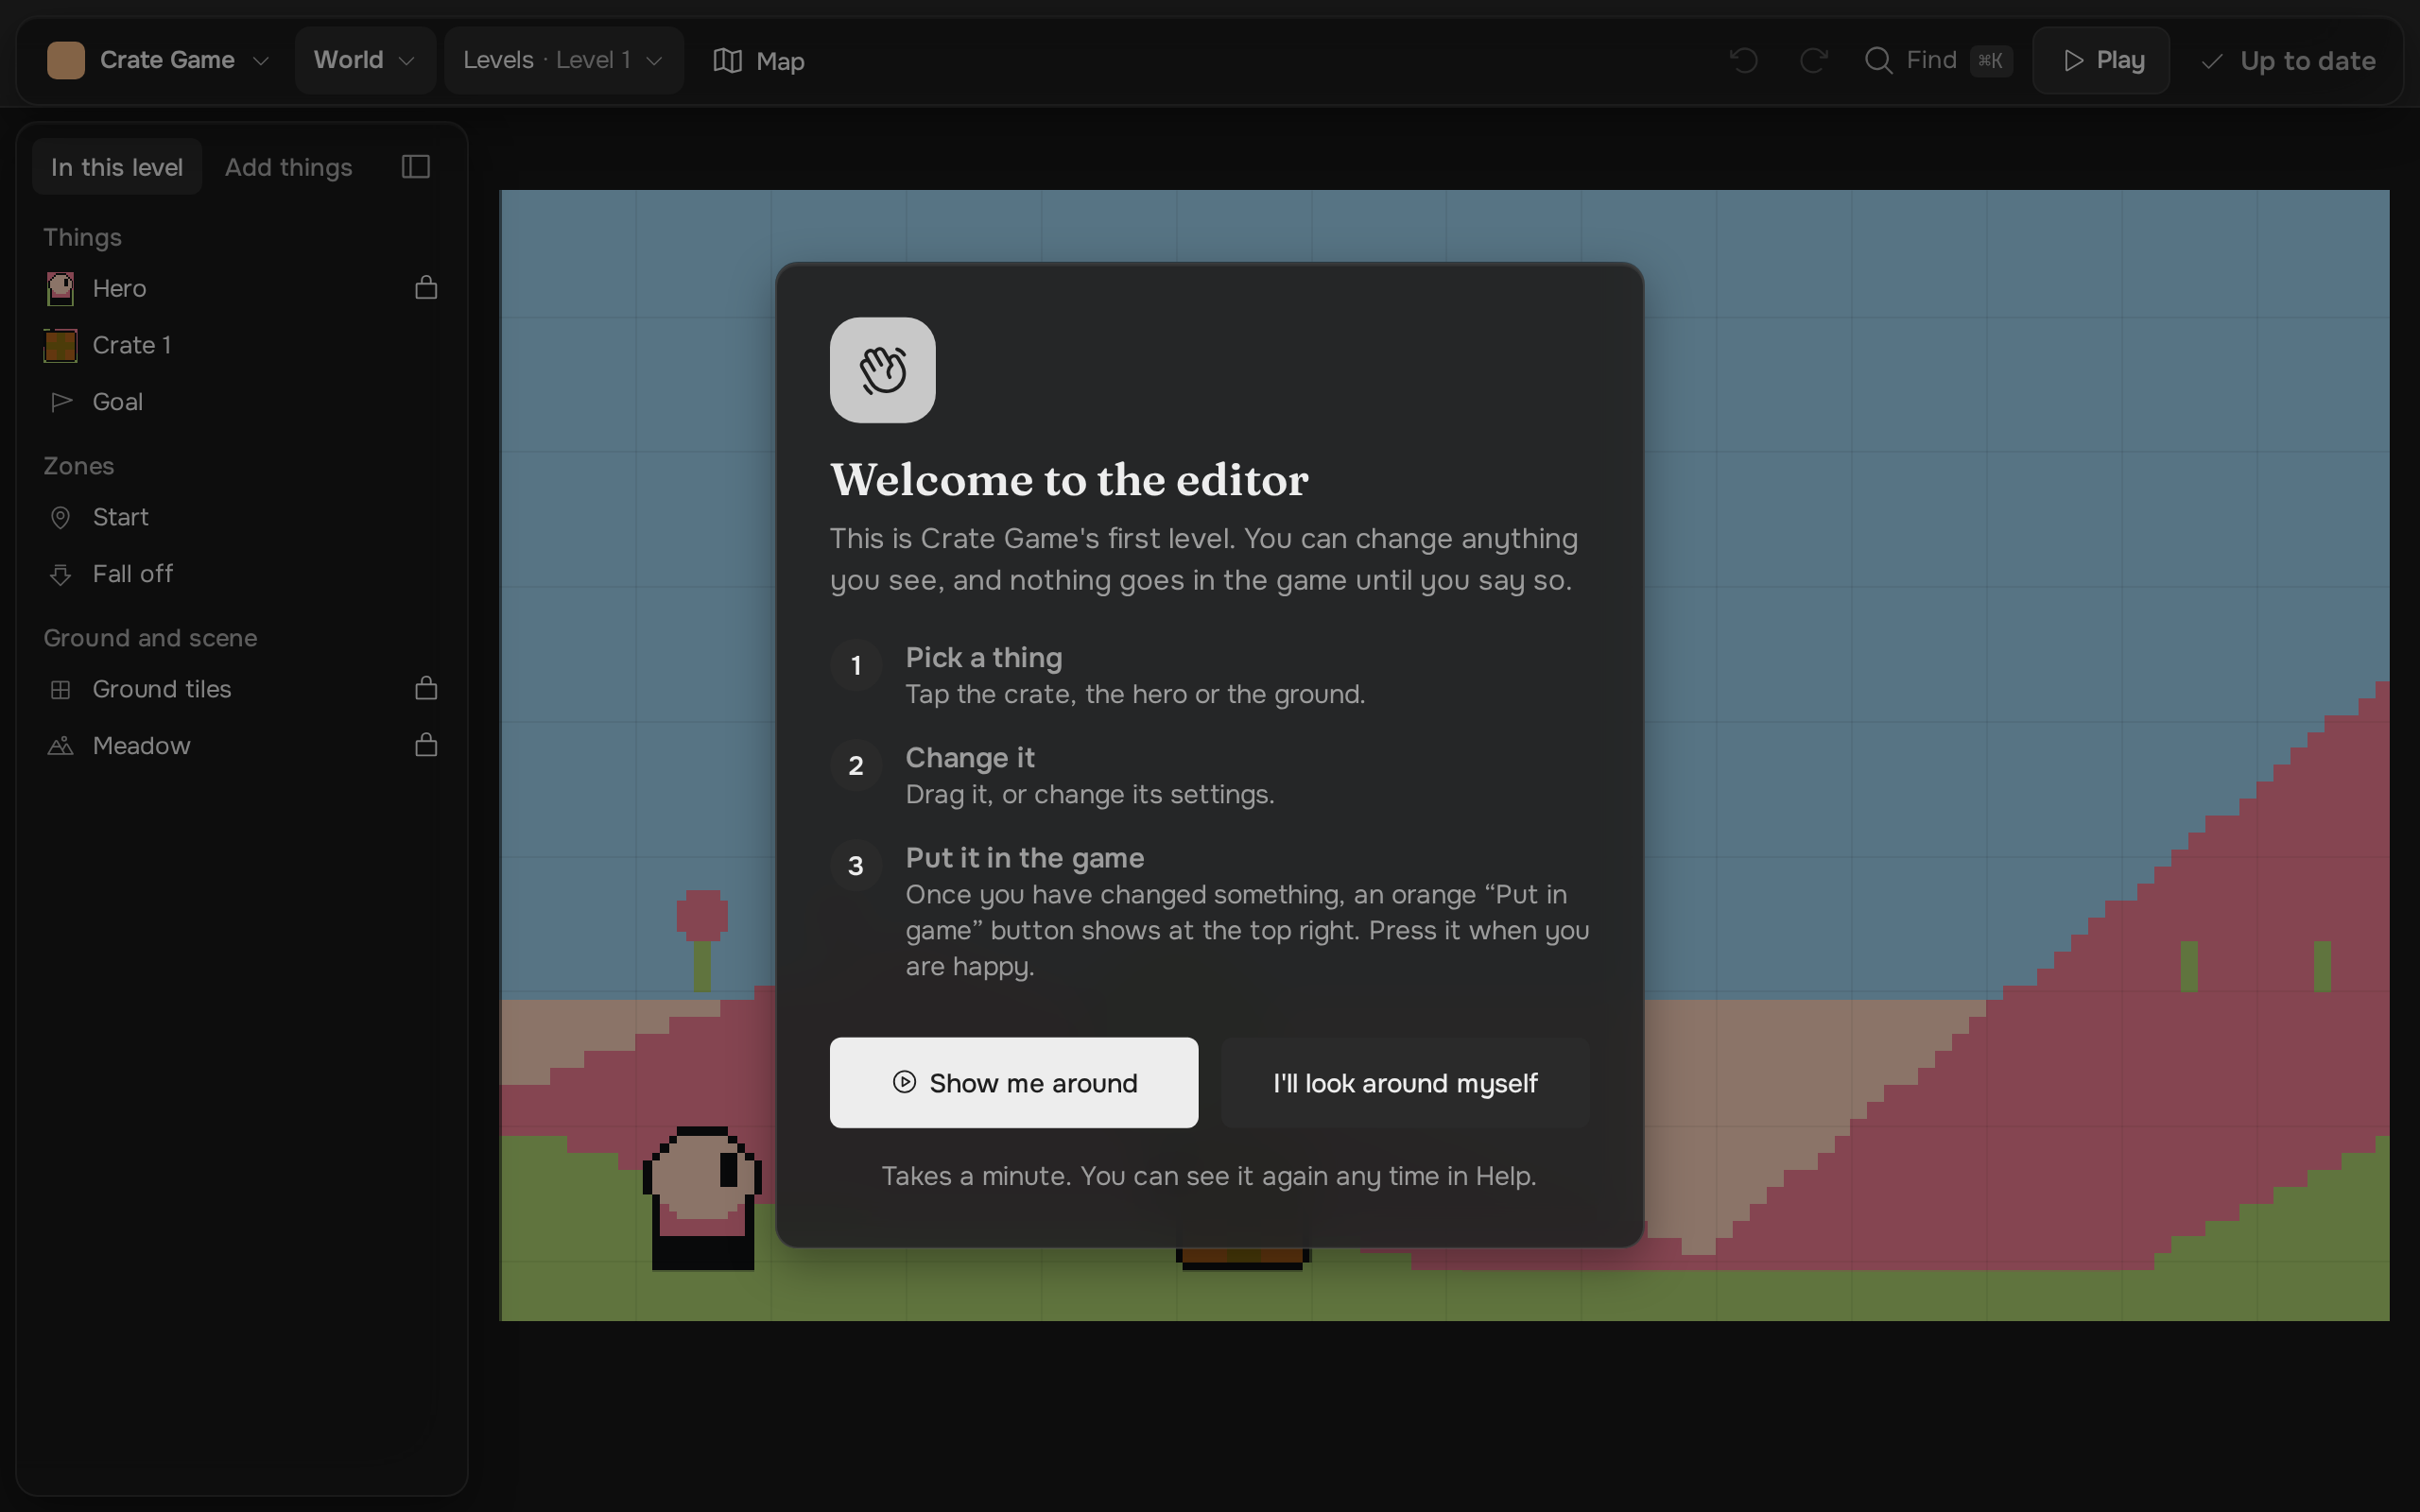 Crate Game
World
Levels · Level 1
Map
Find ⌘K
Play
Up to date
In this level
Add things
Things
Hero
Crate 1
Goal
Zones
Start
Fall off
Ground and scene
Ground tiles
Meadow
Welcome to the editor
This is Crate Game's first level. You can change anything
you see, and nothing goes in the game until you say so.
1
Pick a thing
Tap the crate, the hero or the ground.
2
Change it
Drag it, or change its settings.
3
Put it in the game
Once you have changed something, an orange “Put in
game” button shows at the top right. Press it when you
are happy.
Show me around
I'll look around myself
Takes a minute. You can see it again any time in Help.